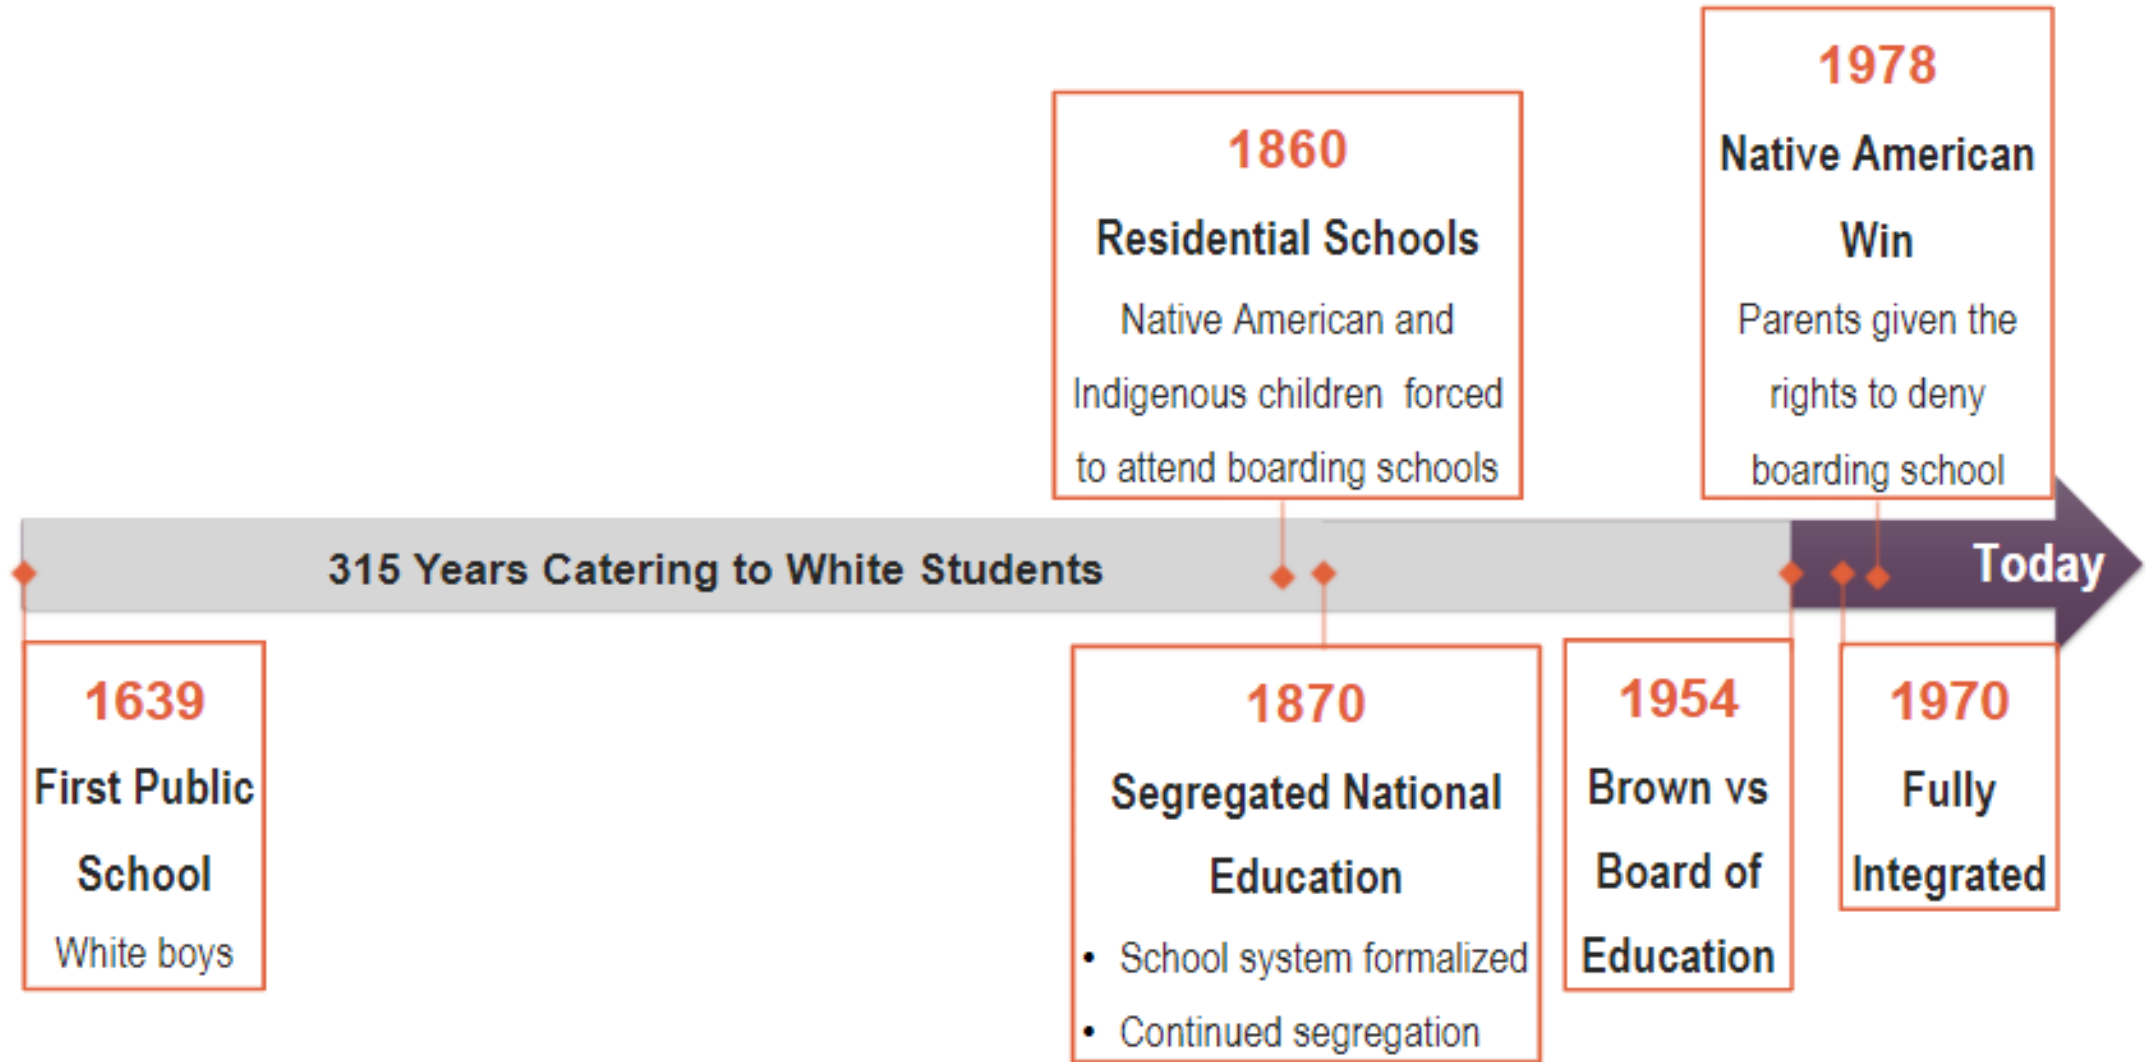 1978
Native American
Win
Parents given the
rights to deny
boarding school
1860
Residential Schools
Native American and
Indigenous children forced
to attend boarding schools
315 Years Catering to White Students
Today
1639
First Public
School
White boys
1870
Segregated National
Education
• School system formalized
• Continued segregation
1954
Brown vs
Board of
Education
1970
Fully
Integrated